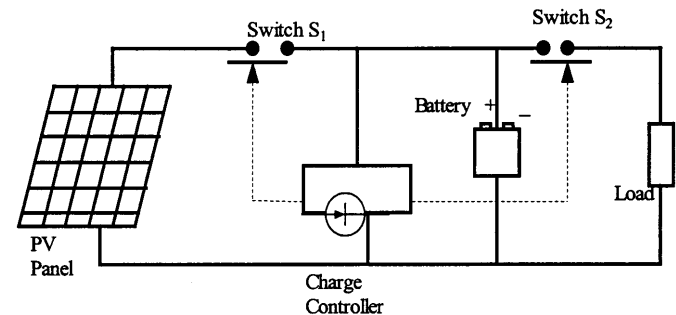 Switch S₁
Switch S₂
Battery + −
Load
PV
Panel
Charge
Controller